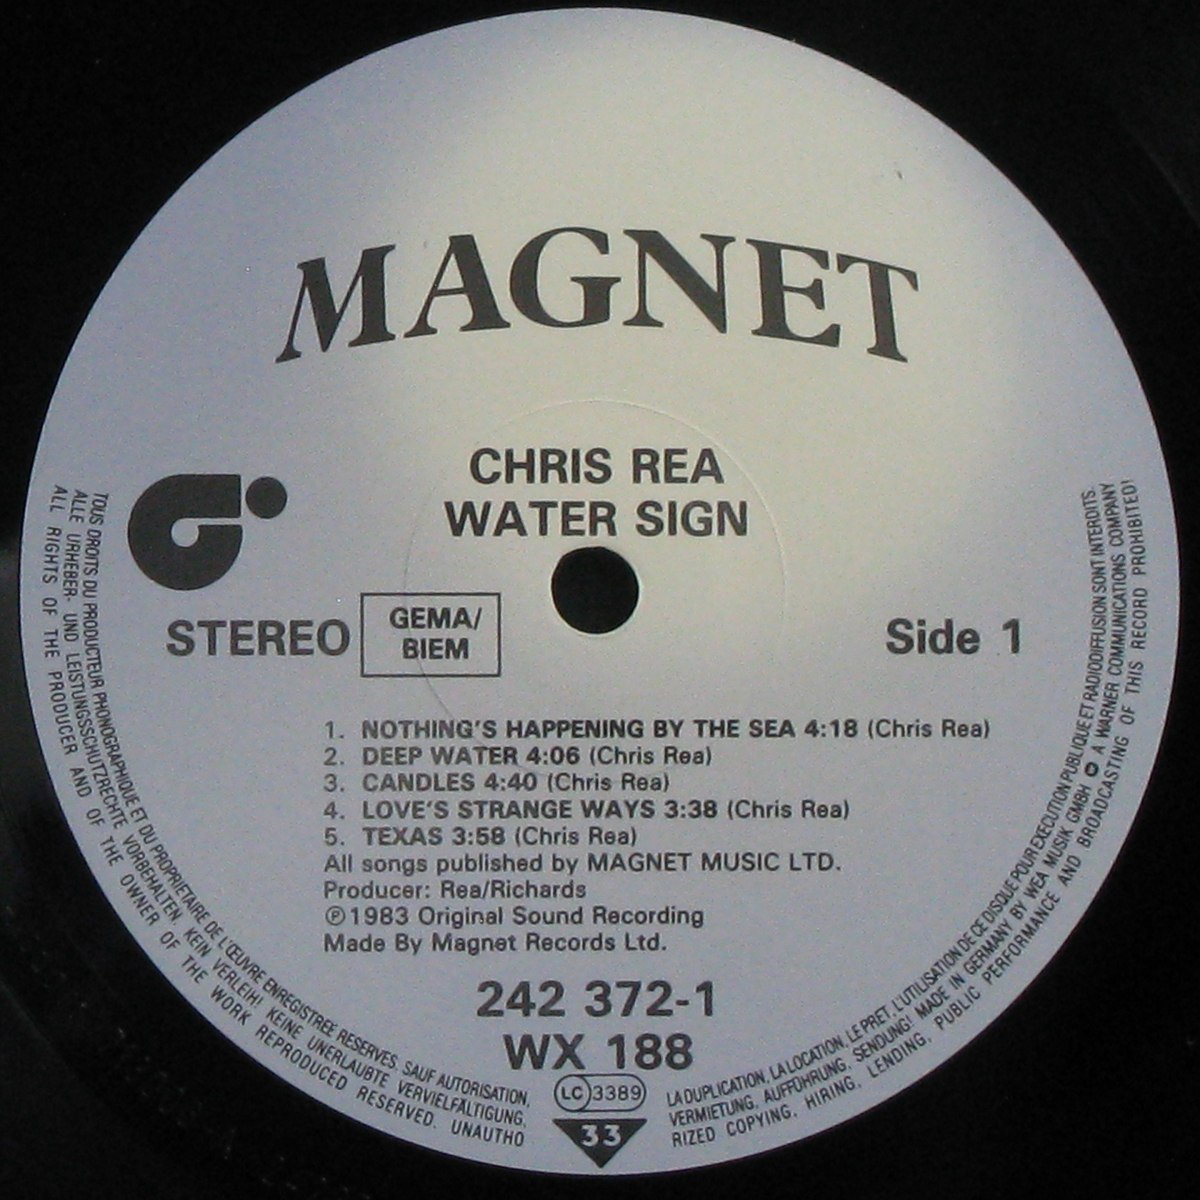 MAGNET
CHRIS REA
WATER SIGN
STEREO
GEMA/
BIEM
Side 1
1. NOTHING'S HAPPENING BY THE SEA 4:18 (Chris Rea)
2. DEEP WATER 4:06 (Chris Rea)
3. CANDLES 4:40 (Chris Rea)
4. LOVE'S STRANGE WAYS 3:38 (Chris Rea)
5. TEXAS 3:58 (Chris Rea)
All songs published by MAGNET MUSIC LTD.
Producer: Rea/Richards
℗1983 Original Sound Recording
Made By Magnet Records Ltd.
242 372-1
WX 188
LC 3389
33
TOUS DROITS DU PRODUCTEUR PHONOGRAPHIQUE ET DU PROPRIETAIRE DE L'ŒUVRE ENREGISTREE RESERVES. SAUF AUTORISATION, LA DUPLICATION, LA LOCATION, LE PRET, L'UTILISATION DE CE DISQUE POUR EXECUTION PUBLIQUE ET RADIODIFFUSION SONT INTERDITS.
ALLE URHEBER- UND LEISTUNGSSCHUTZRECHTE VORBEHALTEN. KEIN VERLEIH! KEINE UNERLAUBTE VERVIELFÄLTIGUNG, VERMIETUNG, AUFFÜHRUNG, SENDUNG! MADE IN GERMANY BY WEA MUSIK GMBH A WARNER COMMUNICATIONS COMPANY
ALL RIGHTS OF THE PRODUCER AND OF THE OWNER OF THE WORK REPRODUCED RESERVED. UNAUTHORIZED COPYING, HIRING, LENDING, PUBLIC PERFORMANCE AND BROADCASTING OF THIS RECORD PROHIBITED!